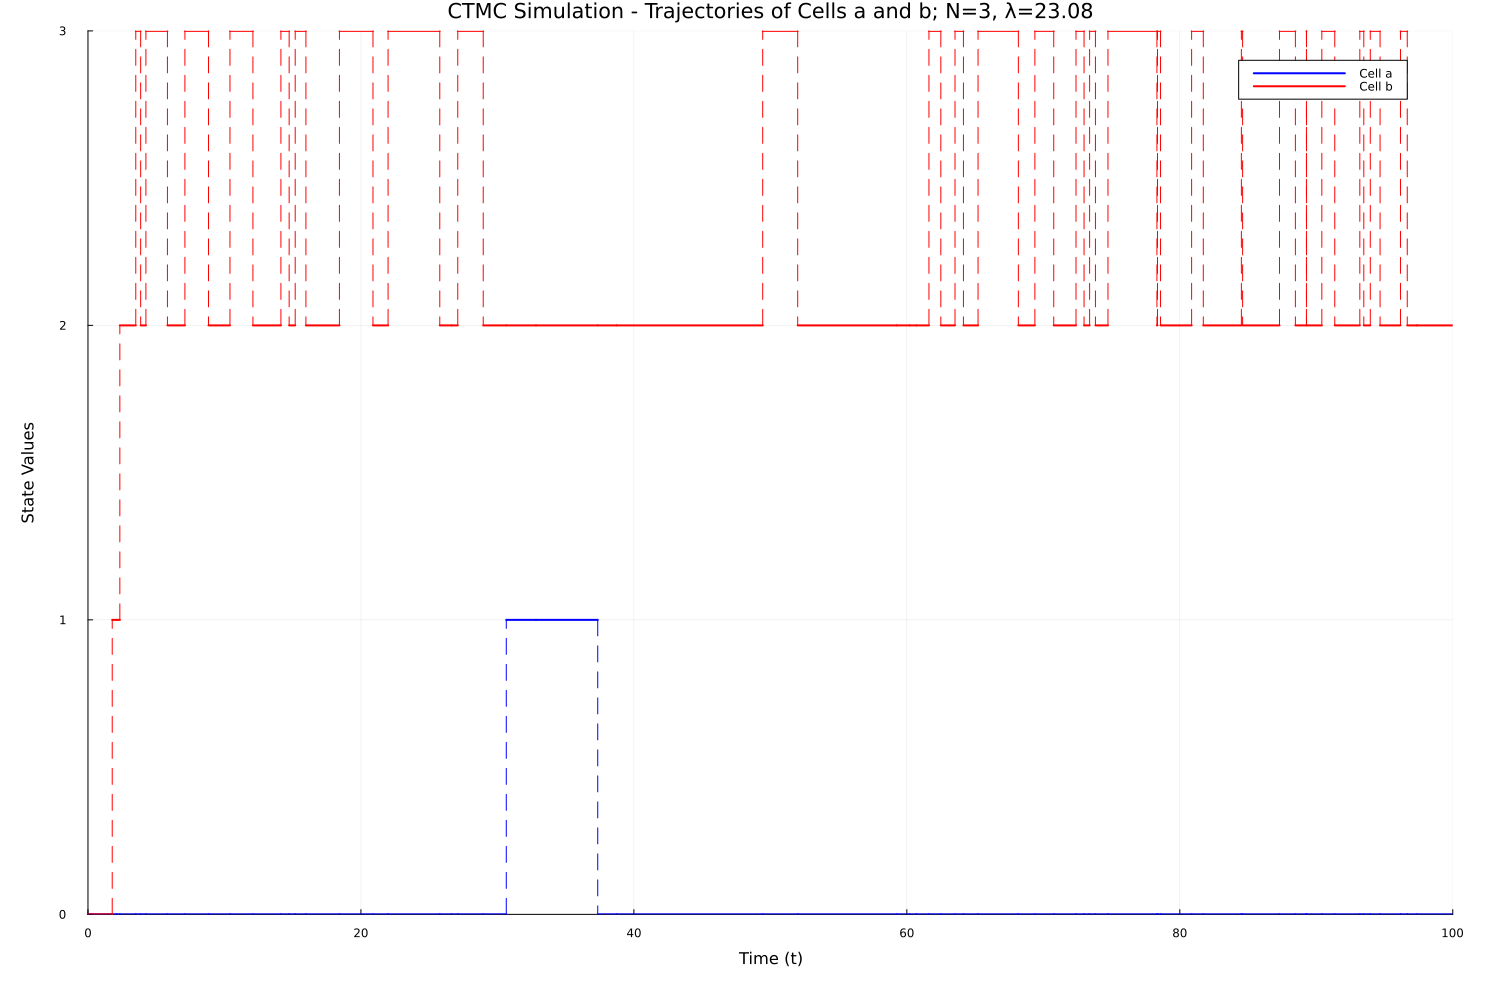 CTMC Simulation - Trajectories of Cells a and b; N=3, λ=23.08
3
Cell a
Cell b
2
State Values
1
0
0 20 40 60 80 100
Time (t)